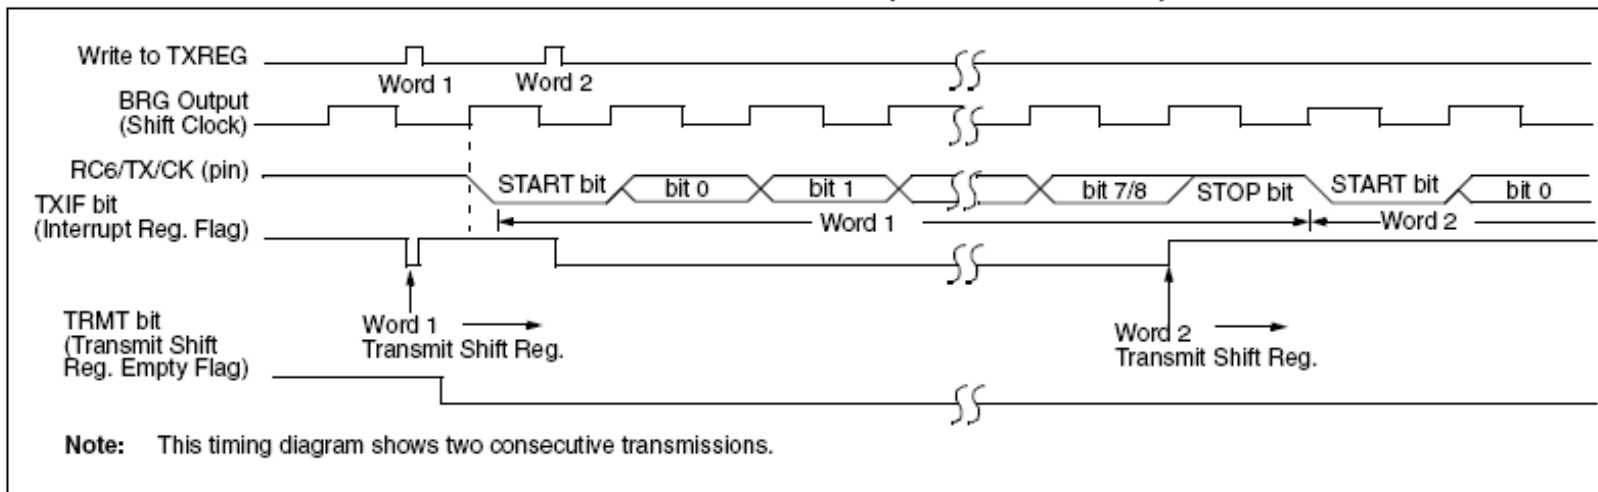 Write to TXREG
Word 1
Word 2
BRG Output
(Shift Clock)
RC6/TX/CK (pin)
START bit
bit 0
bit 1
bit 7/8
STOP bit
START bit
bit 0
TXIF bit
(Interrupt Reg. Flag)
Word 1
Word 2
TRMT bit
(Transmit Shift
Reg. Empty Flag)
Word 1
Transmit Shift Reg.
Word 2
Transmit Shift Reg.
Note: This timing diagram shows two consecutive transmissions.